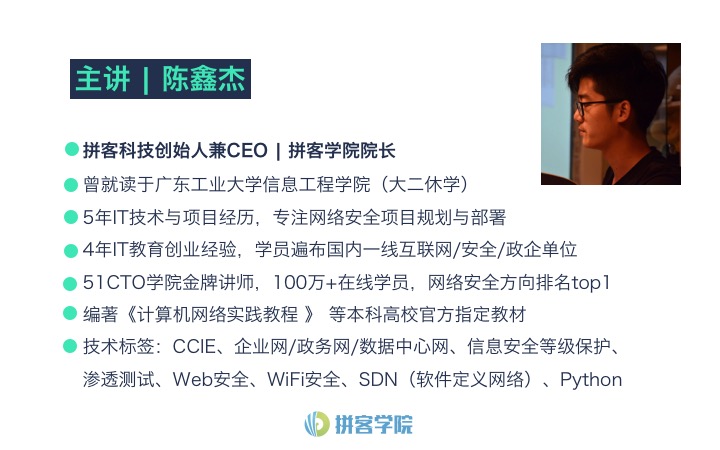 主讲 | 陈鑫杰
拼客科技创始人兼CEO | 拼客学院院长
曾就读于广东工业大学信息工程学院（大二休学）
5年IT技术与项目经历，专注网络安全项目规划与部署
4年IT教育创业经验，学员遍布国内一线互联网/安全/政企单位
51CTO学院金牌讲师，100万+在线学员，网络安全方向排名top1
编著《计算机网络实践教程 》 等本科高校官方指定教材
技术标签：CCIE、企业网/政务网/数据中心网、信息安全等级保护、
渗透测试、Web安全、WiFi安全、SDN（软件定义网络）、Python
拼客学院